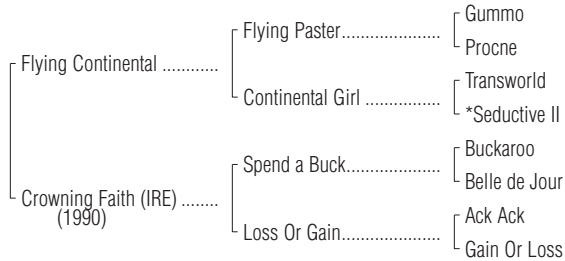 Gummo
Flying Paster.....................
Procne
Flying Continental ............
Transworld
Continental Girl ................
*Seductive II
Buckaroo
Spend a Buck....................
Belle de Jour
Crowning Faith (IRE) ........
(1990)
Ack Ack
Loss Or Gain.....................
Gain Or Loss